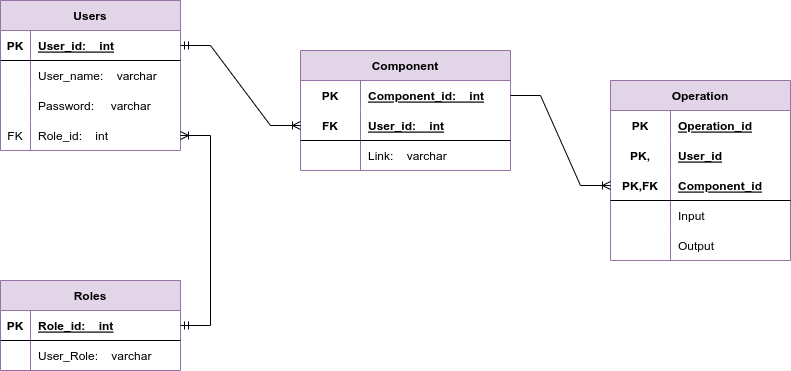 Users
PK User_id: int
User_name: varchar
Password: varchar
FK Role_id: int
Component
PK Component_id: int
FK User_id: int
Link: varchar
Operation
PK Operation_id
PK, User_id
PK,FK Component_id
Input
Output
Roles
PK Role_id: int
User_Role: varchar